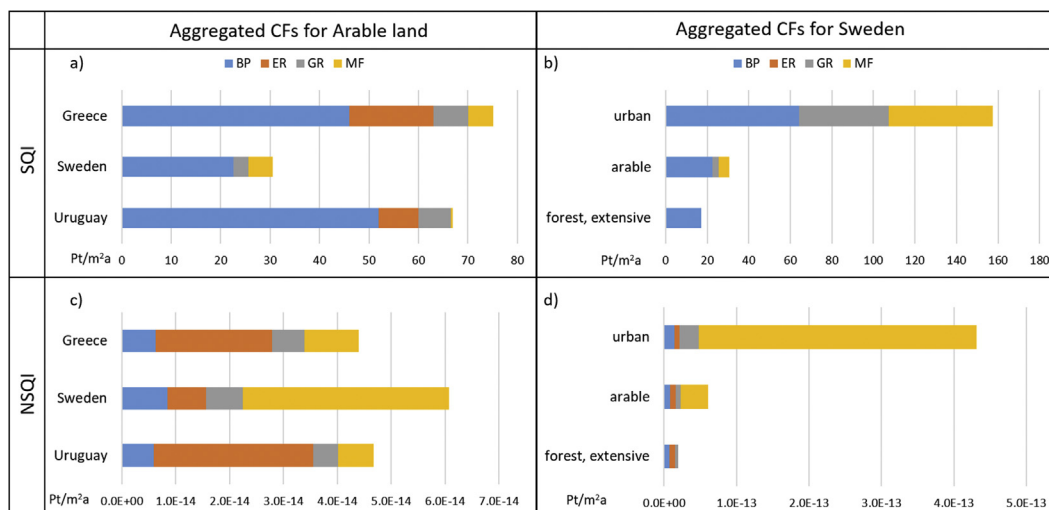 Aggregated CFs for Arable land
Aggregated CFs for Sweden
SQI
a)
BP ER GR MF
Greece
Sweden
Uruguay
Pt/m²a
0 10 20 30 40 50 60 70 80
b)
BP ER GR MF
urban
arable
forest, extensive
Pt/m²a
0 20 40 60 80 100 120 140 160 180
NSQI
c)
Greece
Sweden
Uruguay
Pt/m²a
0.0E+00 1.0E-14 2.0E-14 3.0E-14 4.0E-14 5.0E-14 6.0E-14 7.0E-14
d)
urban
arable
forest, extensive
Pt/m²a
0.0E+00 1.0E-13 2.0E-13 3.0E-13 4.0E-13 5.0E-13